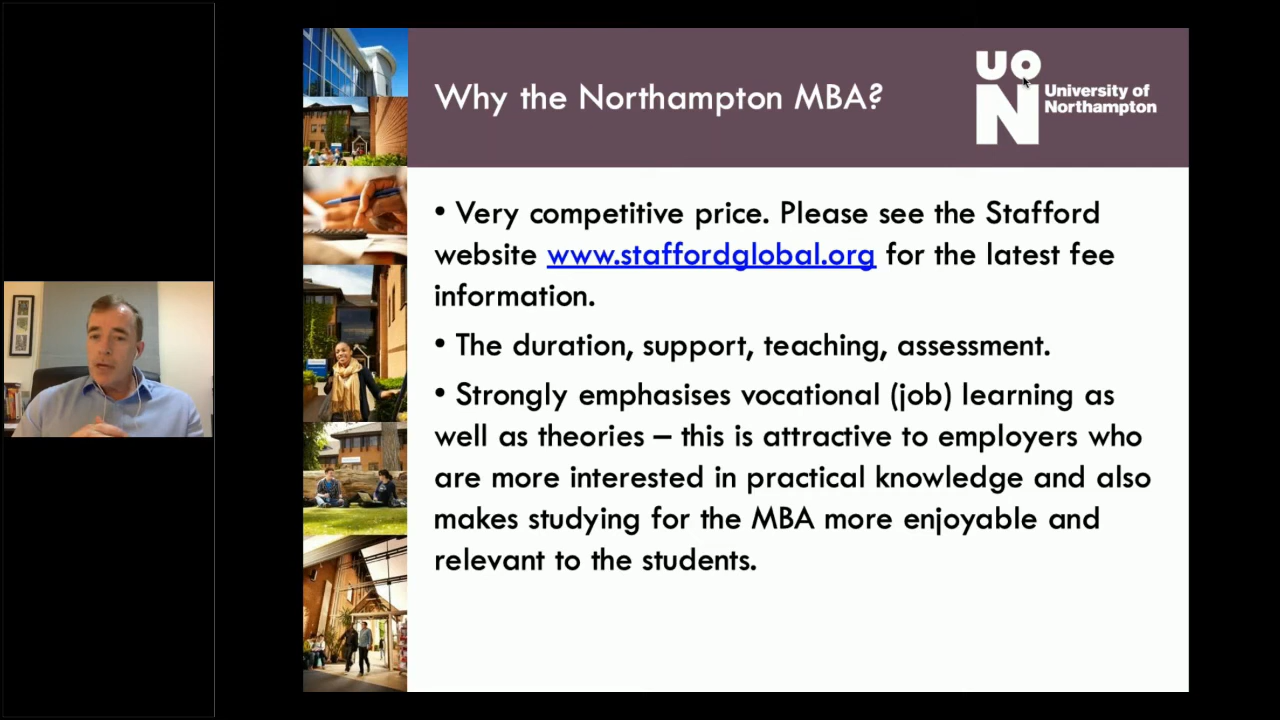 Why the Northampton MBA?
UON
University of
Northampton
• Very competitive price. Please see the Stafford
website www.staffordglobal.org for the latest fee
information.
• The duration, support, teaching, assessment.
• Strongly emphasises vocational (job) learning as
well as theories – this is attractive to employers who
are more interested in practical knowledge and also
makes studying for the MBA more enjoyable and
relevant to the students.